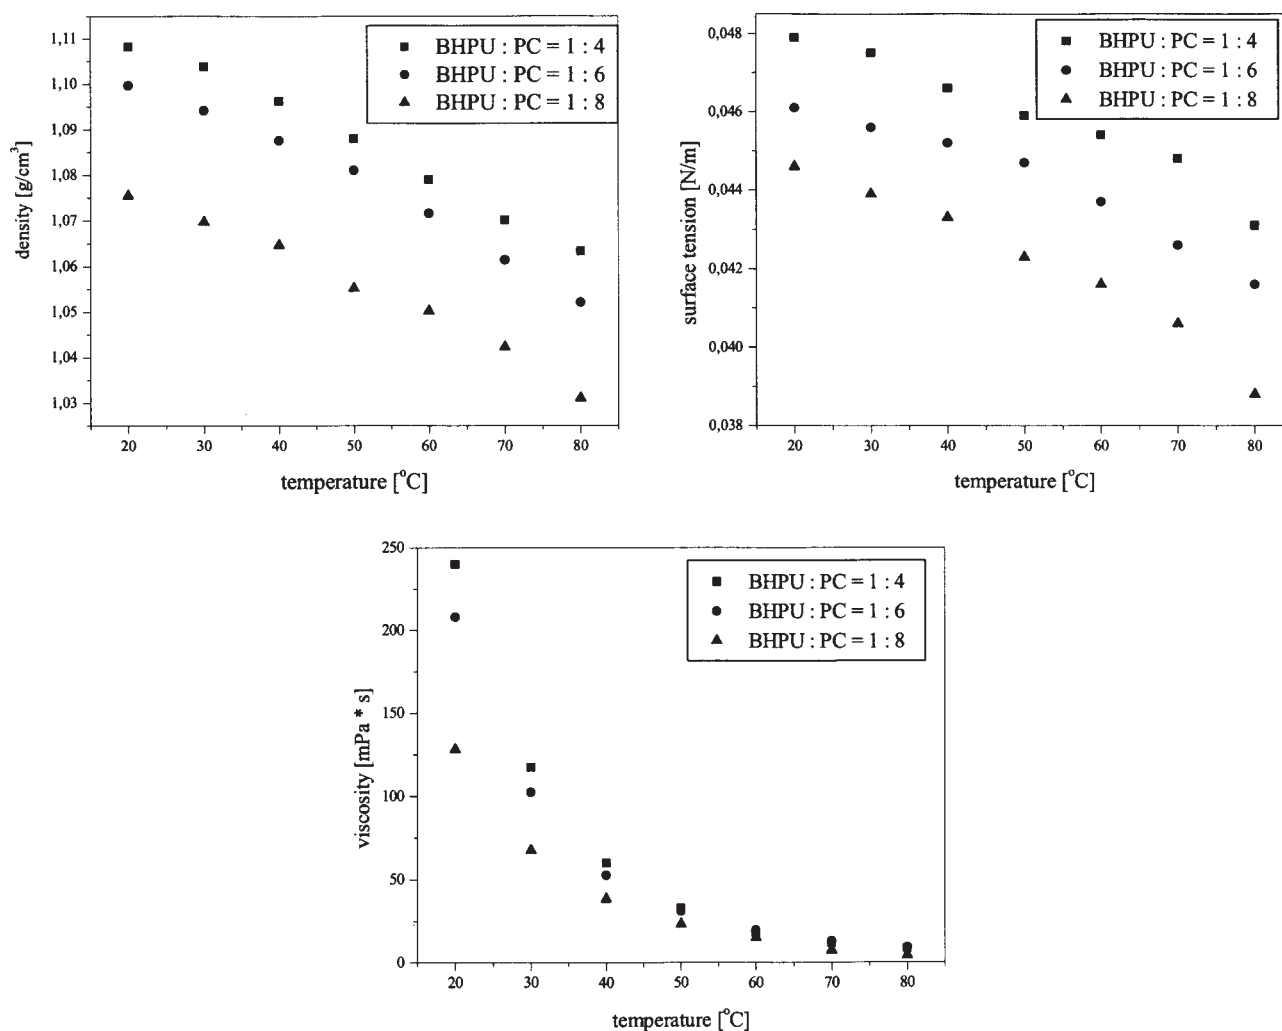 1,11
1,10
1,09
1,08
1,07
1,06
1,05
1,04
1,03
density [g/cm³]
BHPU : PC = 1 : 4
BHPU : PC = 1 : 6
BHPU : PC = 1 : 8
20 30 40 50 60 70 80
temperature [°C]
0,048
0,046
0,044
0,042
0,040
0,038
surface tension [N/m]
BHPU : PC = 1 : 4
BHPU : PC = 1 : 6
BHPU : PC = 1 : 8
20 30 40 50 60 70 80
temperature [°C]
250
200
150
100
50
0
viscosity [mPa * s]
BHPU : PC = 1 : 4
BHPU : PC = 1 : 6
BHPU : PC = 1 : 8
20 30 40 50 60 70 80
temperature [°C]